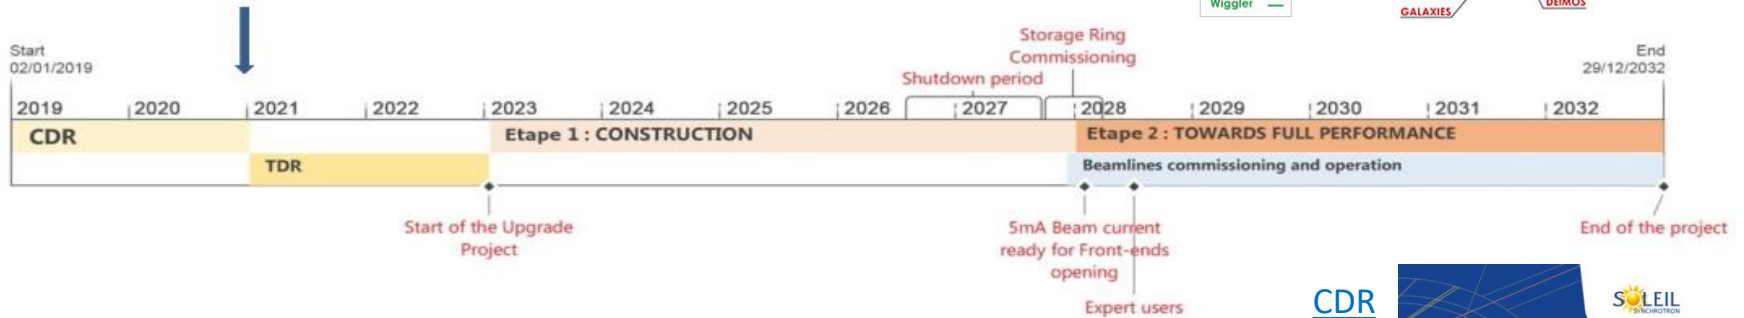 Wiggler
GALAXIES
DEIMOS
Start
02/01/2019
Storage Ring
Commissioning
Shutdown period
End
29/12/2032
2019 2020 2021 2022 2023 2024 2025 2026 2027 2028 2029 2030 2031 2032
CDR
Etape 1 : CONSTRUCTION
Etape 2 : TOWARDS FULL PERFORMANCE
TDR
Beamlines commissioning and operation
Start of the Upgrade
Project
5mA Beam current
ready for Front-ends
opening
Expert users
End of the project
CDR
SOLEIL
SYNCHROTRON